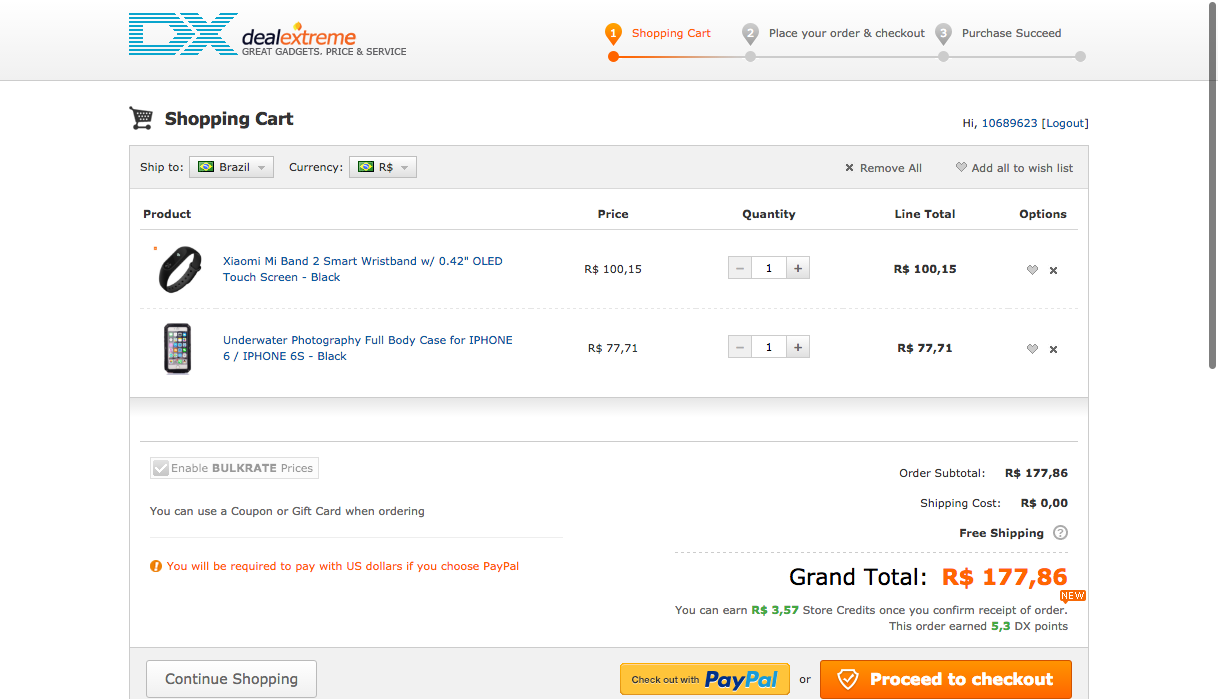 DX dealextreme
GREAT GADGETS. PRICE & SERVICE
1 Shopping Cart
2 Place your order & checkout
3 Purchase Succeed
Shopping Cart
Hi, 10689623 [Logout]
Ship to: Brazil Currency: R$
Remove All
Add all to wish list
Product Price Quantity Line Total Options
Xiaomi Mi Band 2 Smart Wristband w/ 0.42" OLED
Touch Screen - Black
R$ 100,15
− 1 +
R$ 100,15
Underwater Photography Full Body Case for IPHONE
6 / IPHONE 6S - Black
R$ 77,71
− 1 +
R$ 77,71
Enable BULKRATE Prices
You can use a Coupon or Gift Card when ordering
! You will be required to pay with US dollars if you choose PayPal
Order Subtotal: R$ 177,86
Shipping Cost: R$ 0,00
Free Shipping ?
Grand Total: R$ 177,86
NEW
You can earn R$ 3,57 Store Credits once you confirm receipt of order.
This order earned 5,3 DX points
Continue Shopping
Check out with PayPal
or
Proceed to checkout